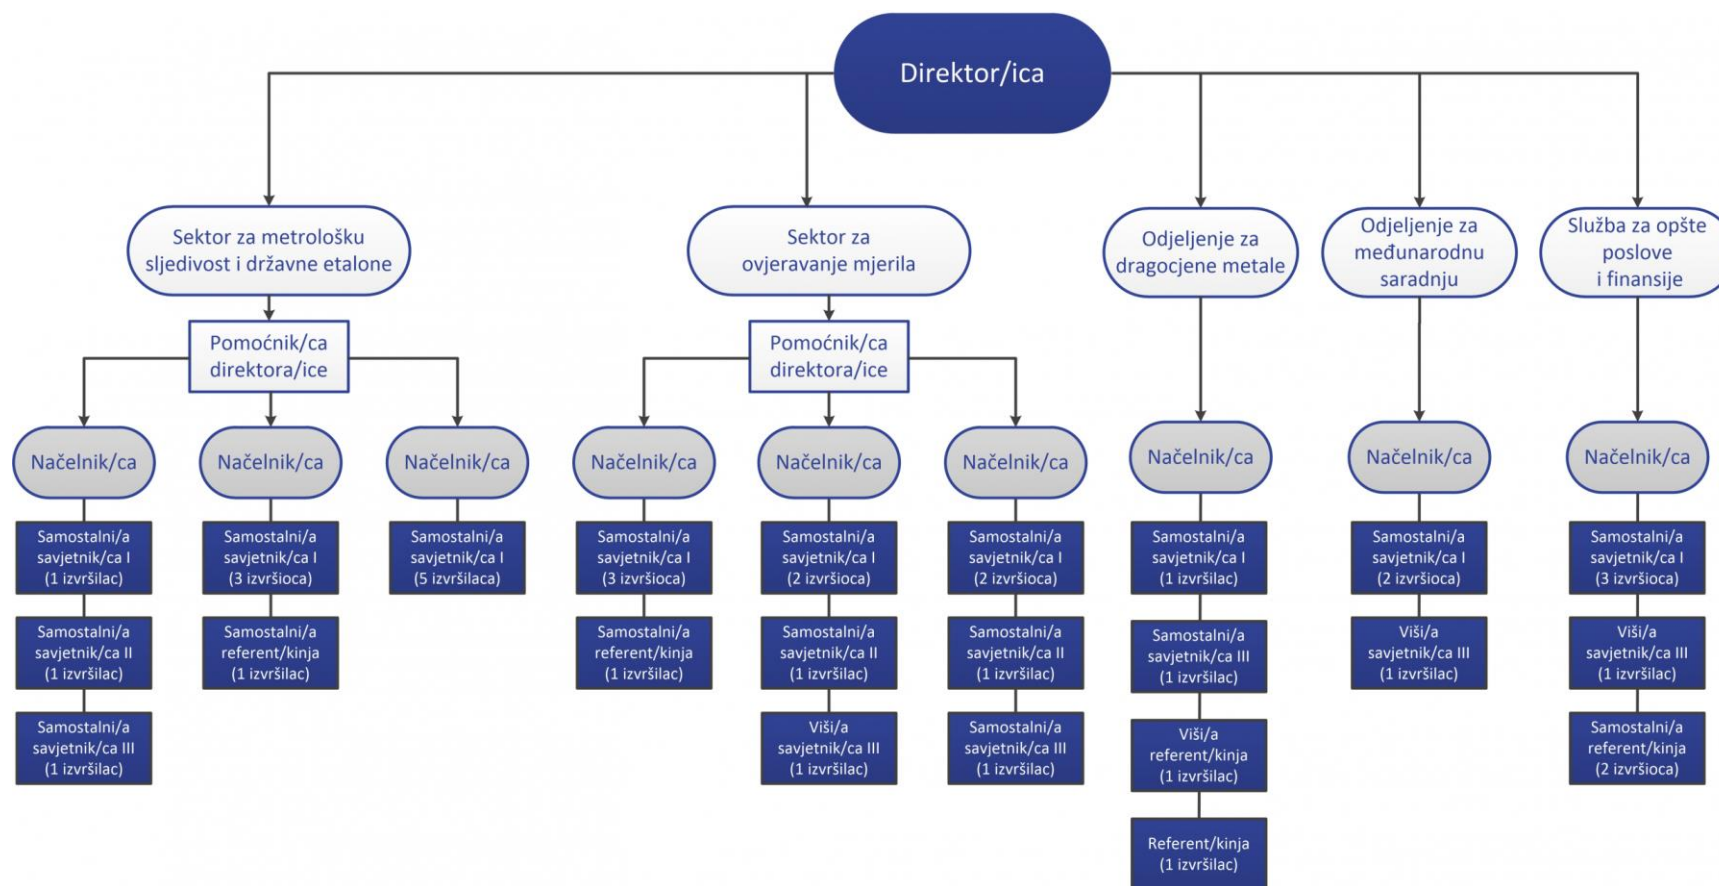 Direktor/ica
Sektor za metrološku
sljedivost i državne etalone
Sektor za
ovjeravanje mjerila
Odjeljenje za
dragocjene metale
Odjeljenje za
međunarodnu
saradnju
Služba za opšte
poslove
i finansije
Pomoćnik/ca
direktora/ice
Pomoćnik/ca
direktora/ice
Načelnik/ca
Načelnik/ca
Načelnik/ca
Načelnik/ca
Načelnik/ca
Načelnik/ca
Načelnik/ca
Načelnik/ca
Načelnik/ca
Samostalni/a
savjetnik/ca I
(1 izvršilac)
Samostalni/a
savjetnik/ca I
(3 izvršioca)
Samostalni/a
savjetnik/ca I
(5 izvršilaca)
Samostalni/a
savjetnik/ca I
(3 izvršioca)
Samostalni/a
savjetnik/ca I
(2 izvršioca)
Samostalni/a
savjetnik/ca I
(2 izvršioca)
Samostalni/a
savjetnik/ca I
(1 izvršilac)
Samostalni/a
savjetnik/ca I
(2 izvršioca)
Samostalni/a
savjetnik/ca I
(3 izvršioca)
Samostalni/a
savjetnik/ca II
(1 izvršilac)
Samostalni/a
referent/kinja
(1 izvršilac)
Samostalni/a
referent/kinja
(1 izvršilac)
Samostalni/a
savjetnik/ca II
(1 izvršilac)
Samostalni/a
savjetnik/ca II
(1 izvršilac)
Samostalni/a
savjetnik/ca III
(1 izvršilac)
Viši/a
savjetnik/ca III
(1 izvršilac)
Viši/a
savjetnik/ca III
(1 izvršilac)
Samostalni/a
savjetnik/ca III
(1 izvršilac)
Viši/a
savjetnik/ca III
(1 izvršilac)
Samostalni/a
savjetnik/ca III
(1 izvršilac)
Viši/a
referent/kinja
(1 izvršilac)
Samostalni/a
referent/kinja
(2 izvršioca)
Referent/kinja
(1 izvršilac)